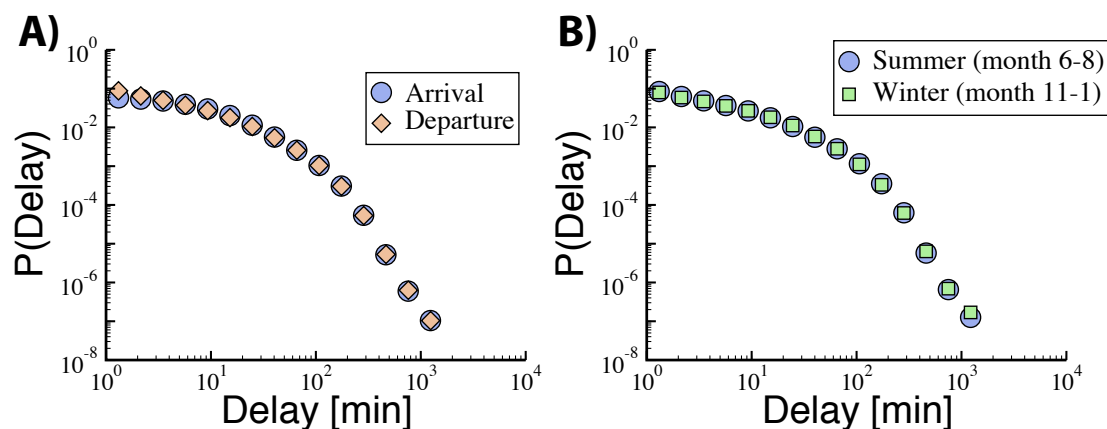 A)
10^0
10^-2
10^-4
10^-6
10^-8
P(Delay)
Arrival
Departure
10^0 10^1 10^2 10^3 10^4
Delay [min]
B)
10^0
10^-2
10^-4
10^-6
10^-8
P(Delay)
Summer (month 6-8)
Winter (month 11-1)
10^0 10^1 10^2 10^3 10^4
Delay [min]